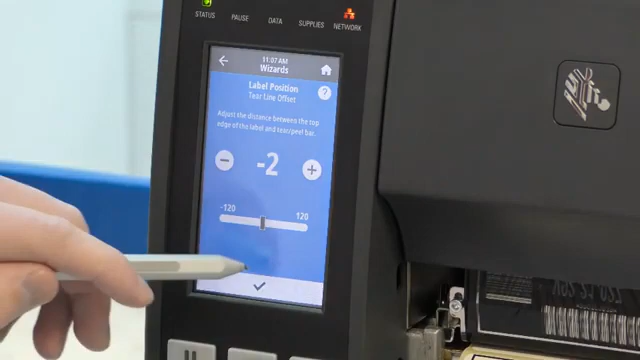 STATUS PAUSE DATA SUPPLIES NETWORK
11:07 AM
Wizards
Label Position
Tear Line Offset
?
Adjust the distance between the top
edge of the label and tear/peel bar.
-2
-120 120